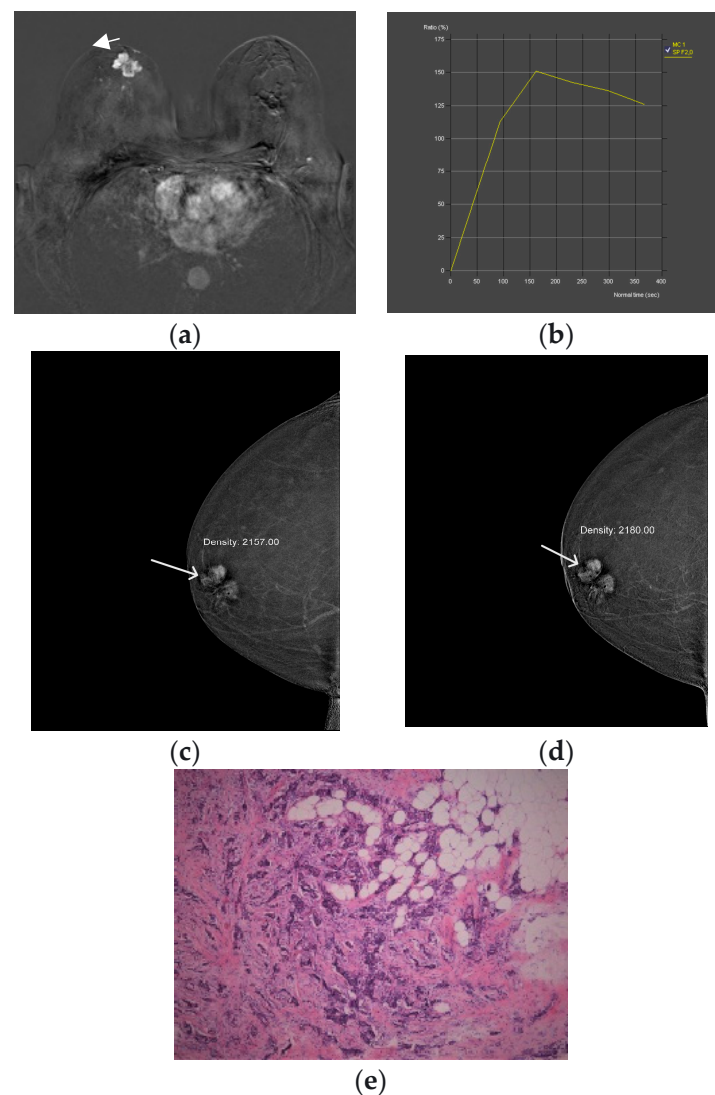 Ratio (%)
175
150
125
100
75
50
25
0
0 50 100 150 200 250 300 350 400
Normal time (sec)
MC 1
SP F2,0
(a)
(b)
Density: 2157.00
Density: 2180.00
(c)
(d)
(e)